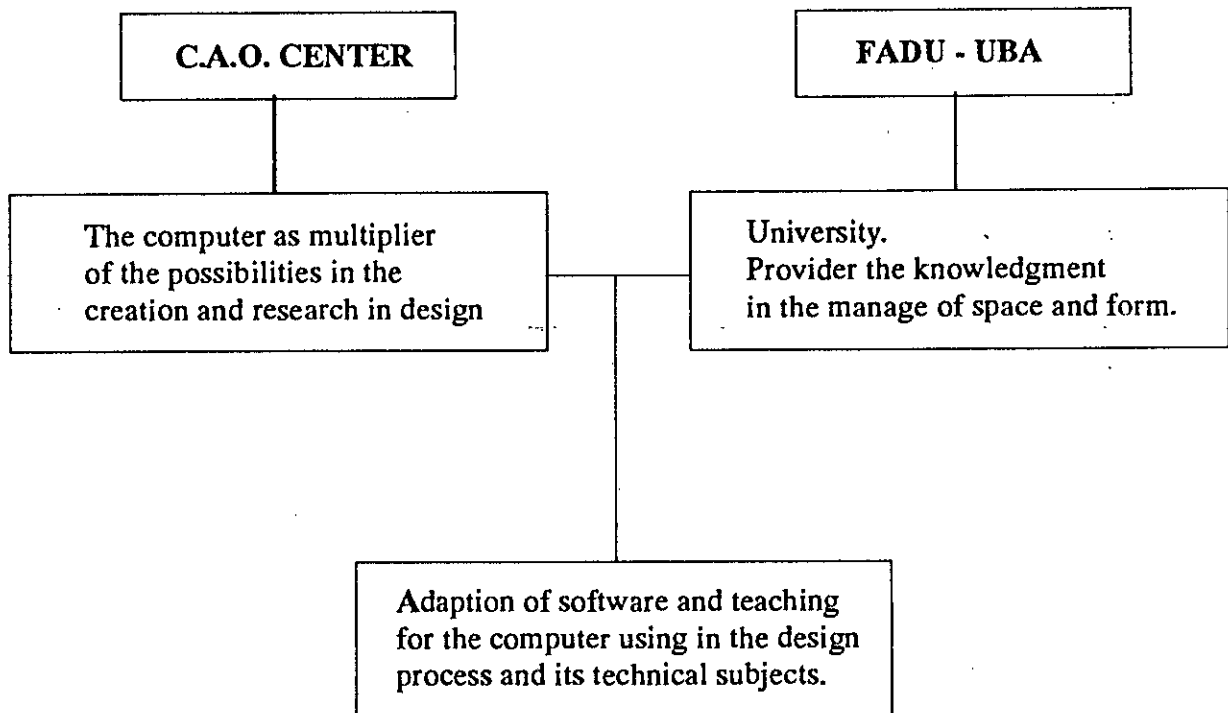 C.A.O. CENTER
FADU - UBA
The computer as multiplier
of the possibilities in the
creation and research in design
University.
Provider the knowledgment
in the manage of space and form.
Adaption of software and teaching
for the computer using in the design
process and its technical subjects.